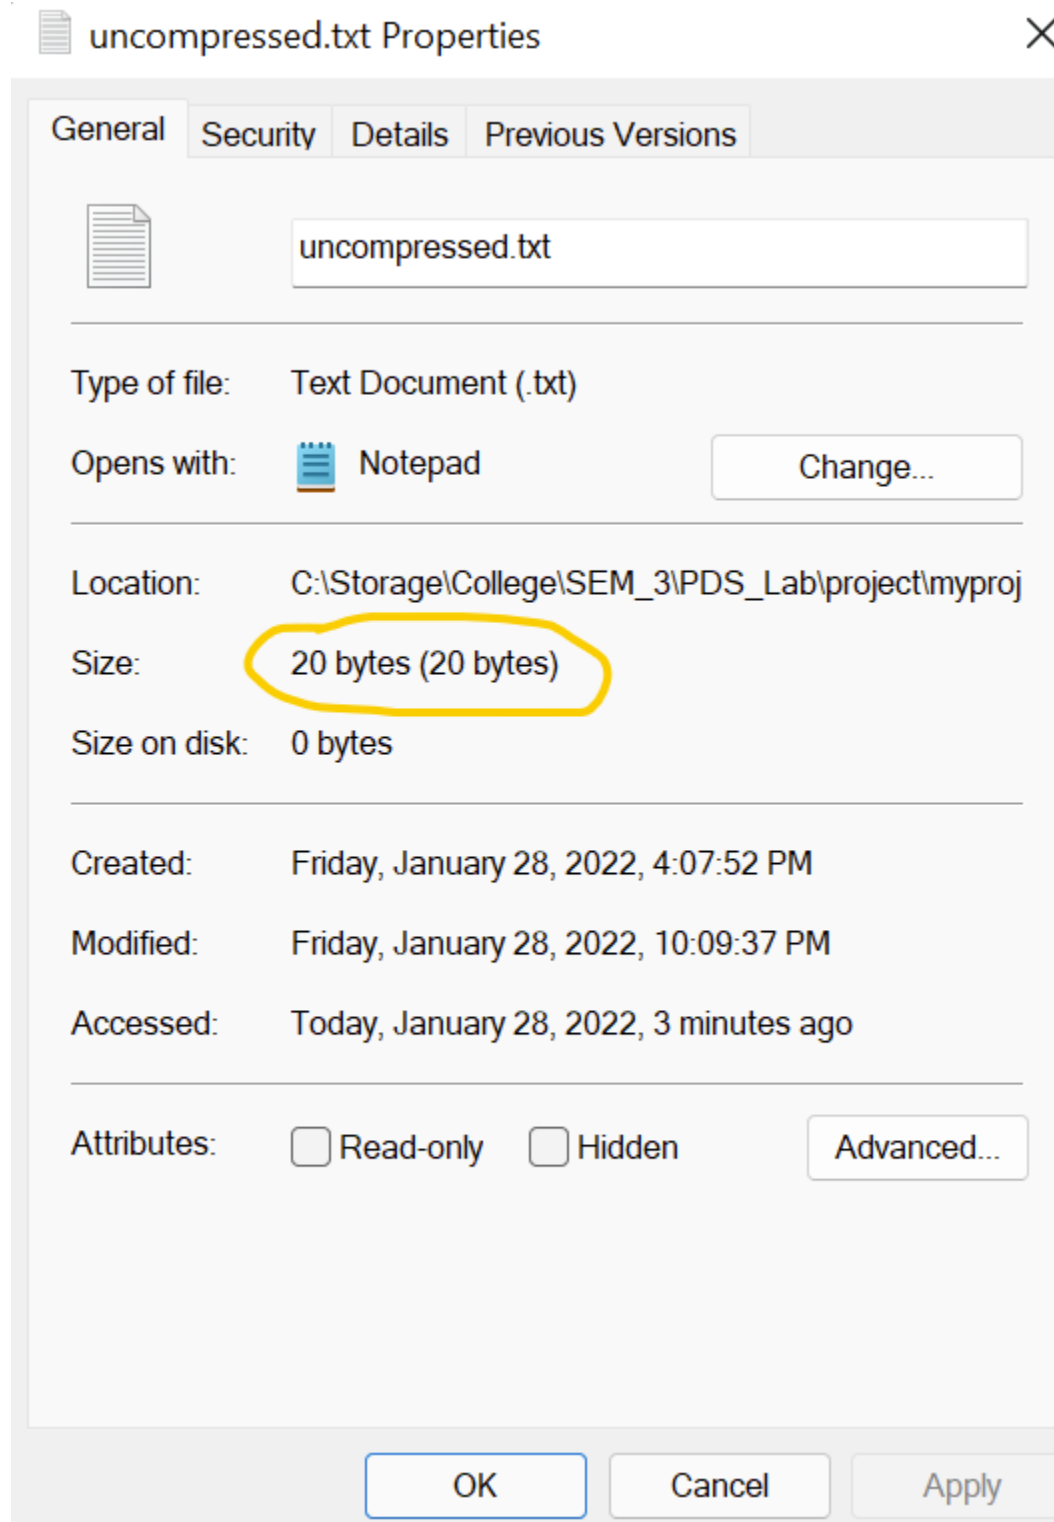 uncompressed.txt Properties
General Security Details Previous Versions
uncompressed.txt
Type of file: Text Document (.txt)
Opens with: Notepad Change...
Location: C:\Storage\College\SEM_3\PDS_Lab\project\myproj
Size: 20 bytes (20 bytes)
Size on disk: 0 bytes
Created: Friday, January 28, 2022, 4:07:52 PM
Modified: Friday, January 28, 2022, 10:09:37 PM
Accessed: Today, January 28, 2022, 3 minutes ago
Attributes: Read-only Hidden Advanced...
OK Cancel Apply